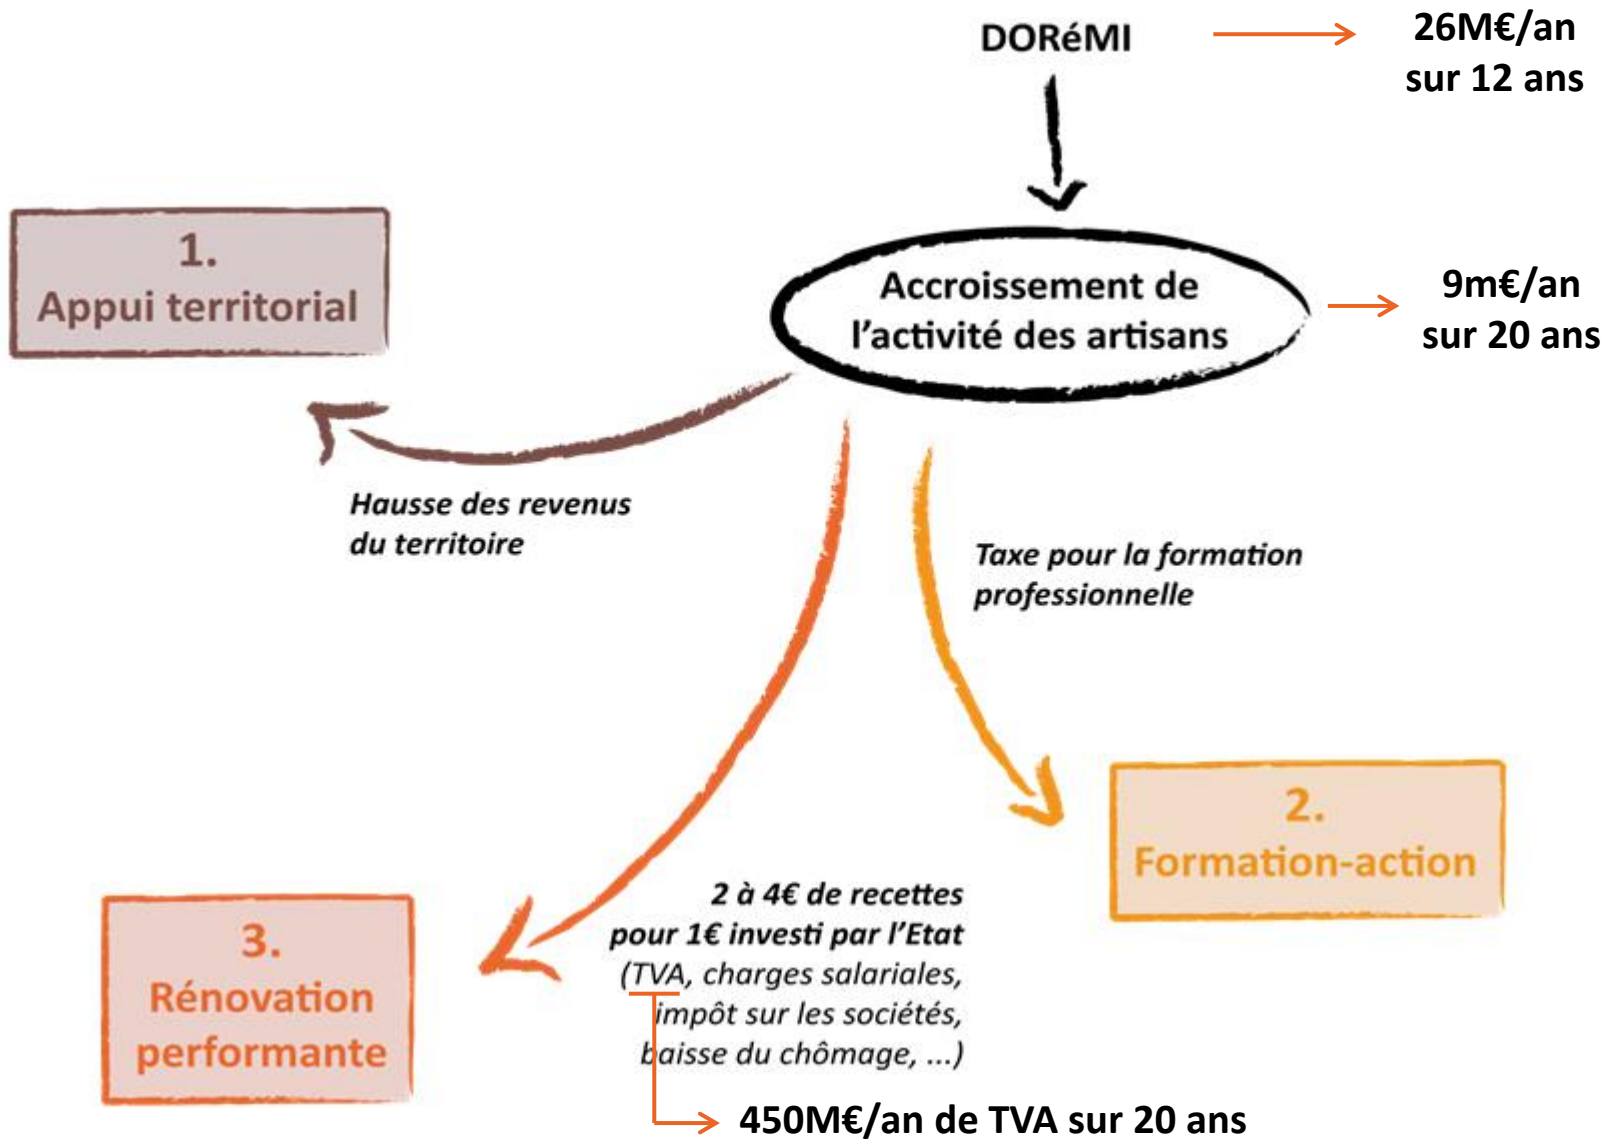 DORéMI
26M€/an
sur 12 ans
1.
Appui territorial
Accroissement de
l'activité des artisans
9m€/an
sur 20 ans
Hausse des revenus
du territoire
Taxe pour la formation
professionnelle
2.
Formation-action
3.
Rénovation
performante
2 à 4€ de recettes
pour 1€ investi par l'Etat
(TVA, charges salariales,
impôt sur les sociétés,
baisse du chômage, ...)
450M€/an de TVA sur 20 ans